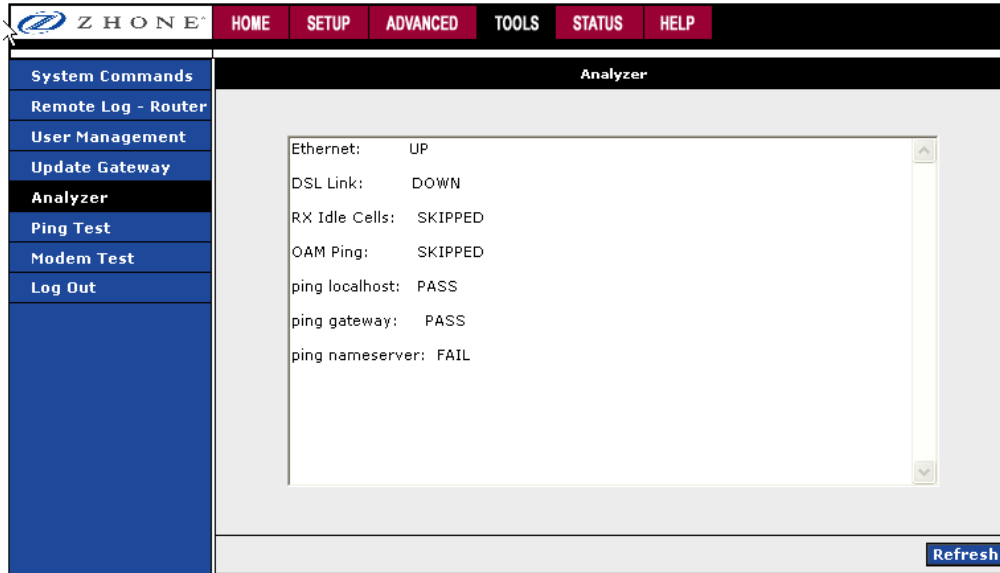 ZHONE HOME SETUP ADVANCED TOOLS STATUS HELP
Analyzer
System Commands
Remote Log - Router
User Management
Update Gateway
Analyzer
Ping Test
Modem Test
Log Out
Ethernet: UP
DSL Link: DOWN
RX Idle Cells: SKIPPED
OAM Ping: SKIPPED
ping localhost: PASS
ping gateway: PASS
ping nameserver: FAIL
Refresh